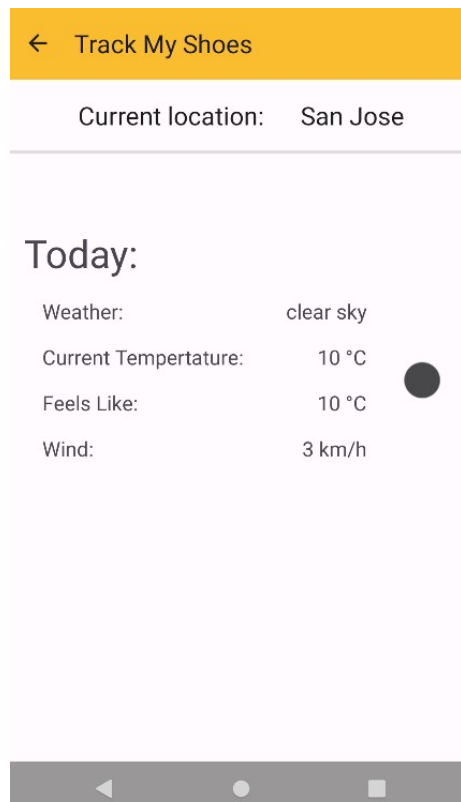 Track My Shoes
Current location: San Jose
Today:
Weather: clear sky
Current Tempertature: 10 °C
Feels Like: 10 °C
Wind: 3 km/h